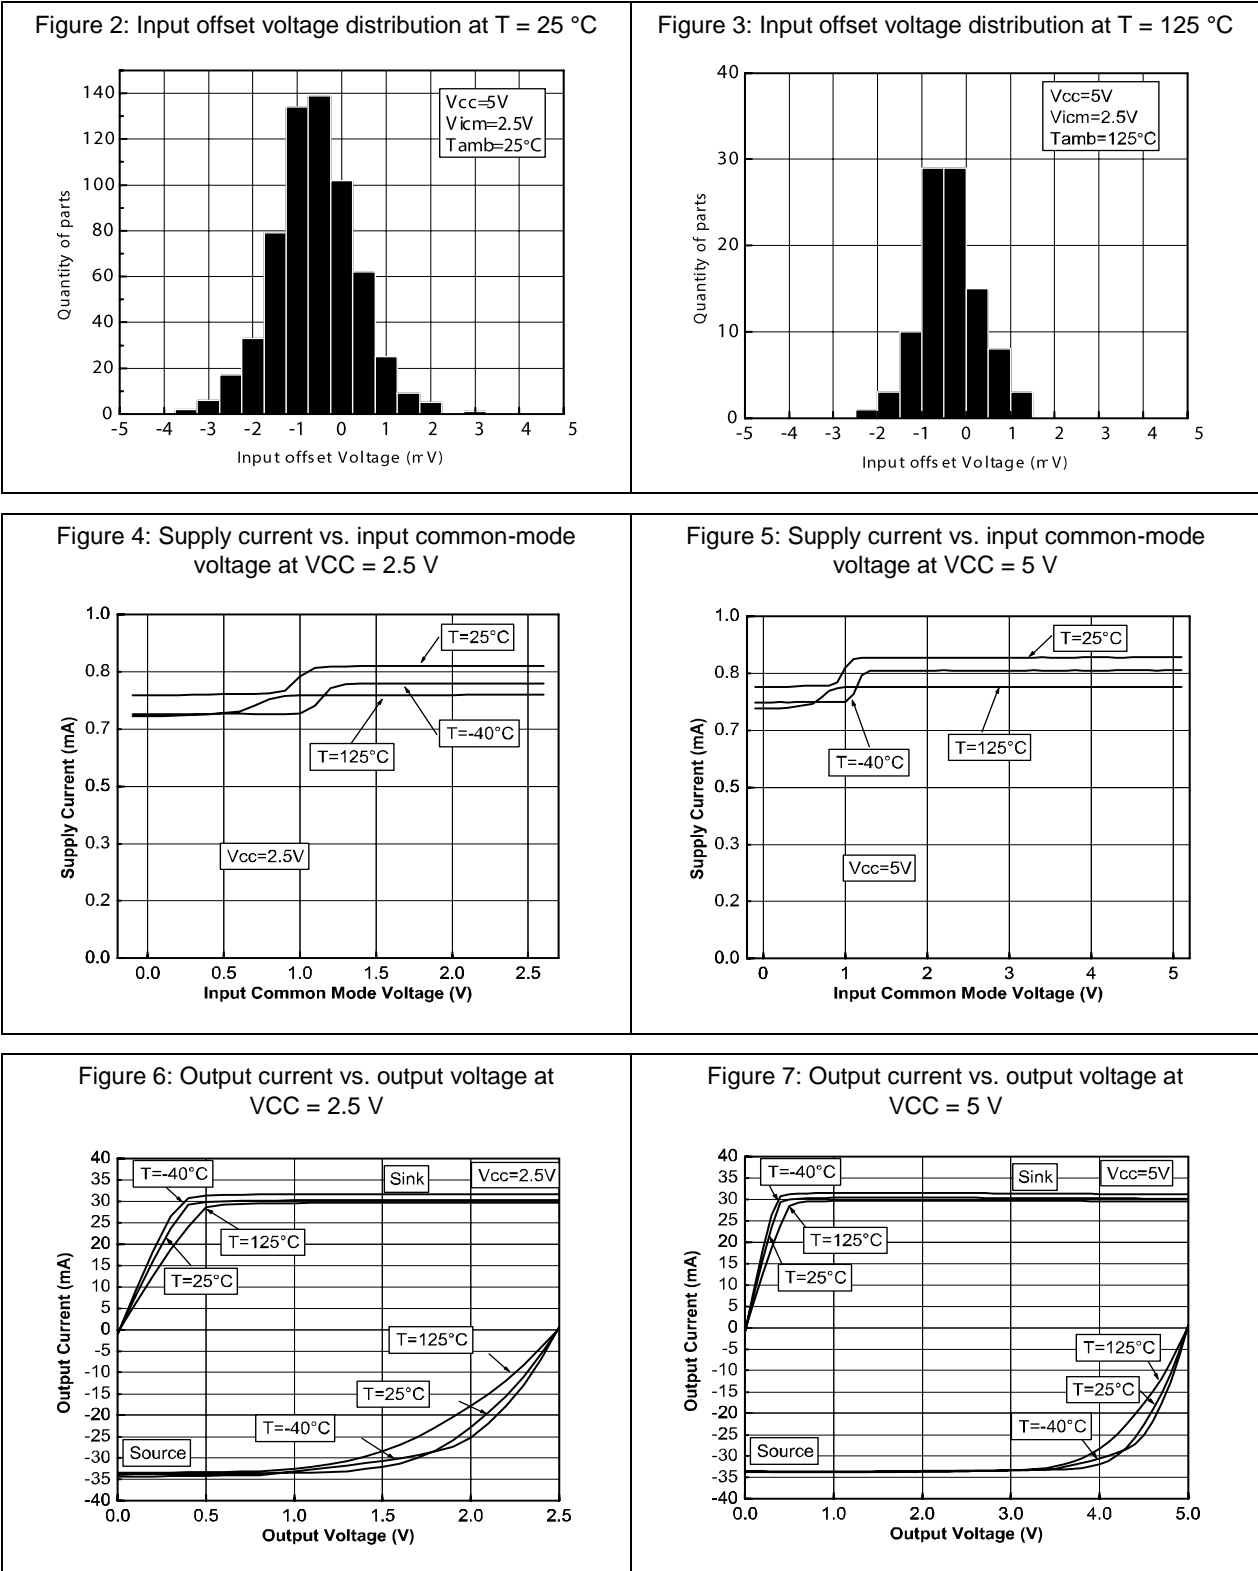 Figure 2: Input offset voltage distribution at T = 25 °C
140
120
100
80
60
40
20
0
Quantity of parts
Vcc=5V
Vicm=2.5V
Tamb=25°C
-5 -4 -3 -2 -1 0 1 2 3 4 5
Input offset Voltage (mV)
Figure 3: Input offset voltage distribution at T = 125 °C
40
30
20
10
0
Quantity of parts
Vcc=5V
Vicm=2.5V
Tamb=125°C
-5 -4 -3 -2 -1 0 1 2 3 4 5
Input offset Voltage (mV)
Figure 4: Supply current vs. input common-mode
voltage at VCC = 2.5 V
1.0
0.8
0.7
0.5
0.3
0.2
0.0
Supply Current (mA)
T=25°C
T=-40°C
T=125°C
Vcc=2.5V
0.0 0.5 1.0 1.5 2.0 2.5
Input Common Mode Voltage (V)
Figure 5: Supply current vs. input common-mode
voltage at VCC = 5 V
1.0
0.8
0.7
0.5
0.3
0.2
0.0
Supply Current (mA)
T=25°C
T=125°C
T=-40°C
Vcc=5V
0 1 2 3 4 5
Input Common Mode Voltage (V)
Figure 6: Output current vs. output voltage at
VCC = 2.5 V
40
35
30
25
20
15
10
5
0
-5
-10
-15
-20
-25
-30
-35
-40
Output Current (mA)
T=-40°C
Sink
Vcc=2.5V
T=125°C
T=25°C
T=125°C
T=25°C
T=-40°C
Source
0.0 0.5 1.0 1.5 2.0 2.5
Output Voltage (V)
Figure 7: Output current vs. output voltage at
VCC = 5 V
40
35
30
25
20
15
10
5
0
-5
-10
-15
-20
-25
-30
-35
-40
Output Current (mA)
T=-40°C
Sink
Vcc=5V
T=125°C
T=25°C
T=125°C
T=25°C
T=-40°C
Source
0.0 1.0 2.0 3.0 4.0 5.0
Output Voltage (V)